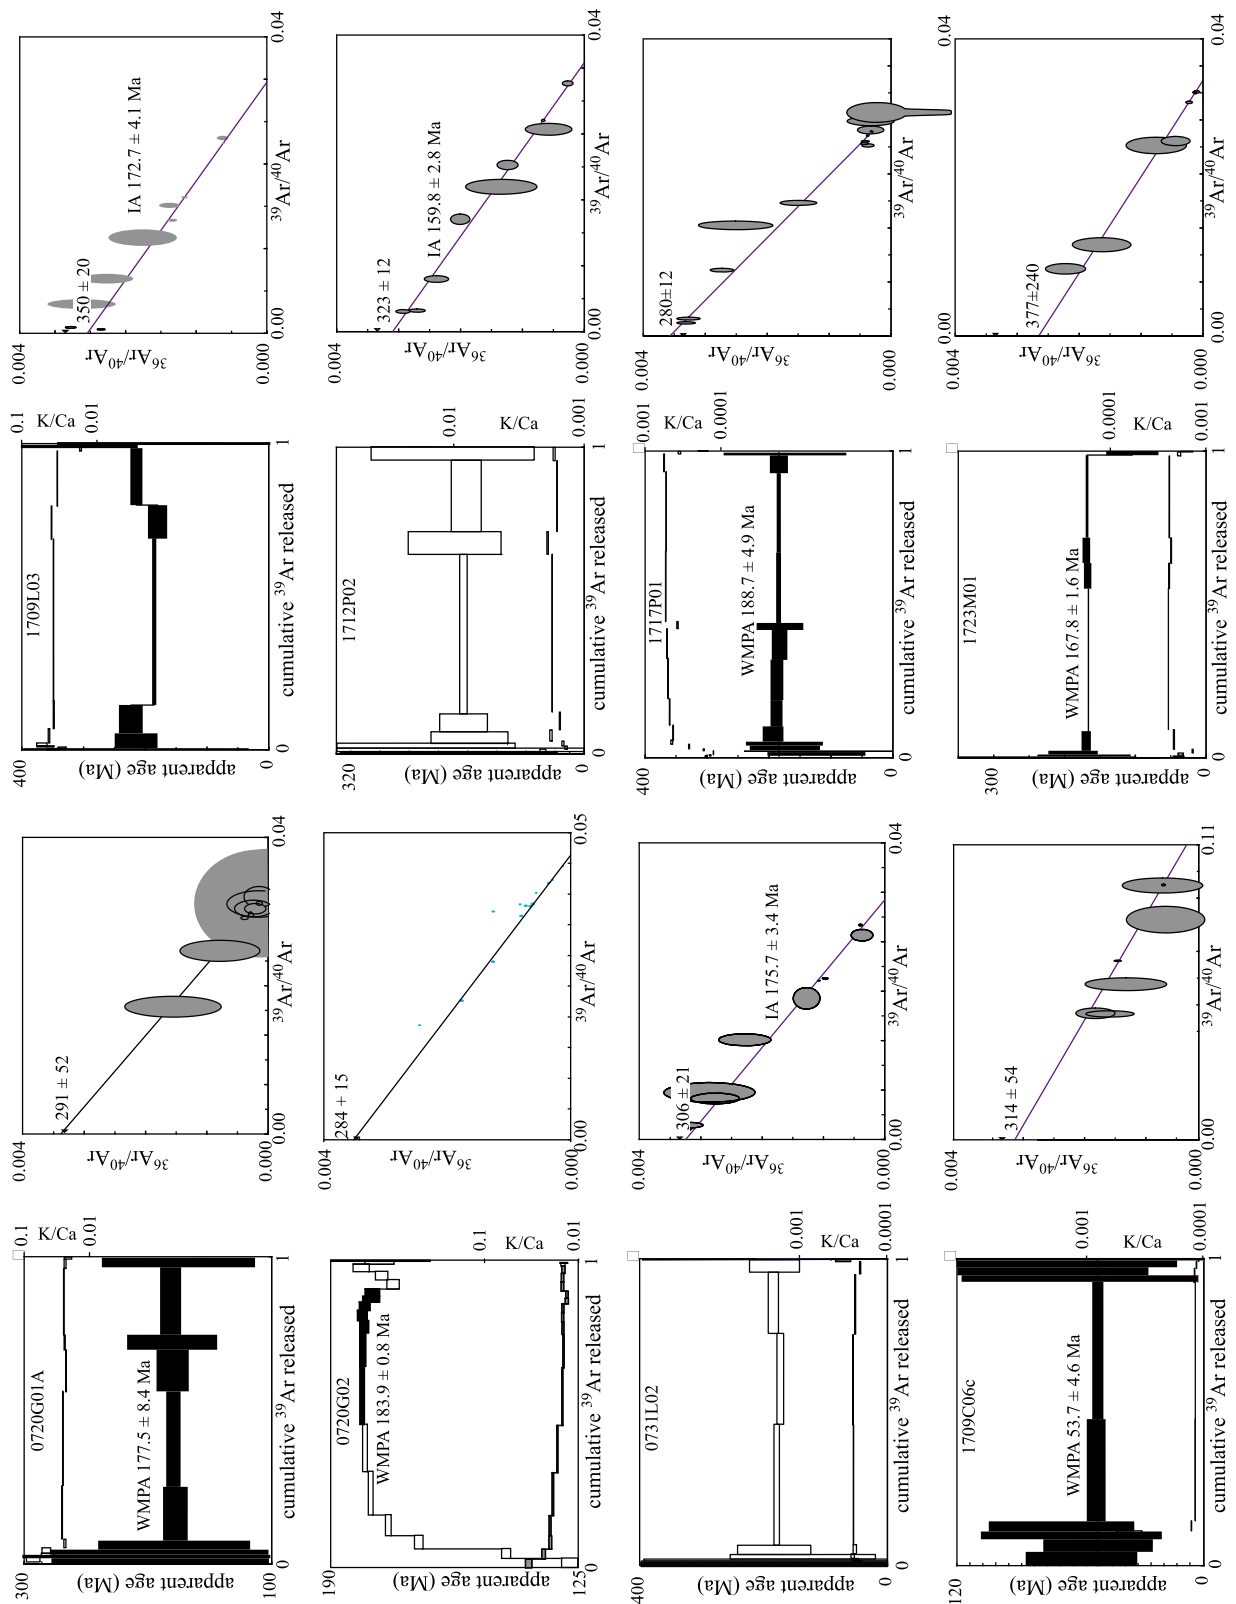 300
0720G01A
0.1
K/Ca
0.01
WMPA 177.5 ± 8.4 Ma
apparent age (Ma)
100
0
1
cumulative 39Ar released
0.004
291 ± 52
36Ar/40Ar
0.000
0.00
0.04
39Ar/40Ar
400
1709L03
0.1
K/Ca
0.01
apparent age (Ma)
0
0
1
cumulative 39Ar released
0.004
350 ± 20
IA 172.7 ± 4.1 Ma
36Ar/40Ar
0.000
0.00
0.04
39Ar/40Ar
190
0720G02
WMPA 183.9 ± 0.8 Ma
0.1
K/Ca
0.01
apparent age (Ma)
125
0
1
cumulative 39Ar released
0.004
284 + 15
0.05
36Ar/40Ar
0.000
0.00
39Ar/40Ar
320
1712P02
0.01
K/Ca
0.001
apparent age (Ma)
0
1
cumulative 39Ar released
0.004
323 ± 12
IA 159.8 ± 2.8 Ma
36Ar/40Ar
0.000
0.00
0.04
39Ar/40Ar
400
0731L02
0.001
K/Ca
0.0001
apparent age (Ma)
0
0
1
cumulative 39Ar released
0.004
306 ± 21
IA 175.7 ± 3.4 Ma
36Ar/40Ar
0.000
0.00
0.04
39Ar/40Ar
400
1717P01
0.001
K/Ca
0.0001
WMPA 188.7 ± 4.9 Ma
apparent age (Ma)
0
0
1
cumulative 39Ar released
0.004
280±12
36Ar/40Ar
0.000
0.00
0.04
39Ar/40Ar
120
1709C06c
WMPA 53.7 ± 4.6 Ma
0.001
K/Ca
0.0001
apparent age (Ma)
0
0
1
cumulative 39Ar released
0.004
314 ± 54
36Ar/40Ar
0.000
0.00
0.11
39Ar/40Ar
300
1723M01
WMPA 167.8 ± 1.6 Ma
0.0001
K/Ca
0.001
apparent age (Ma)
0
0
1
cumulative 39Ar released
0.004
377±240
36Ar/40Ar
0.000
0.00
0.04
39Ar/40Ar